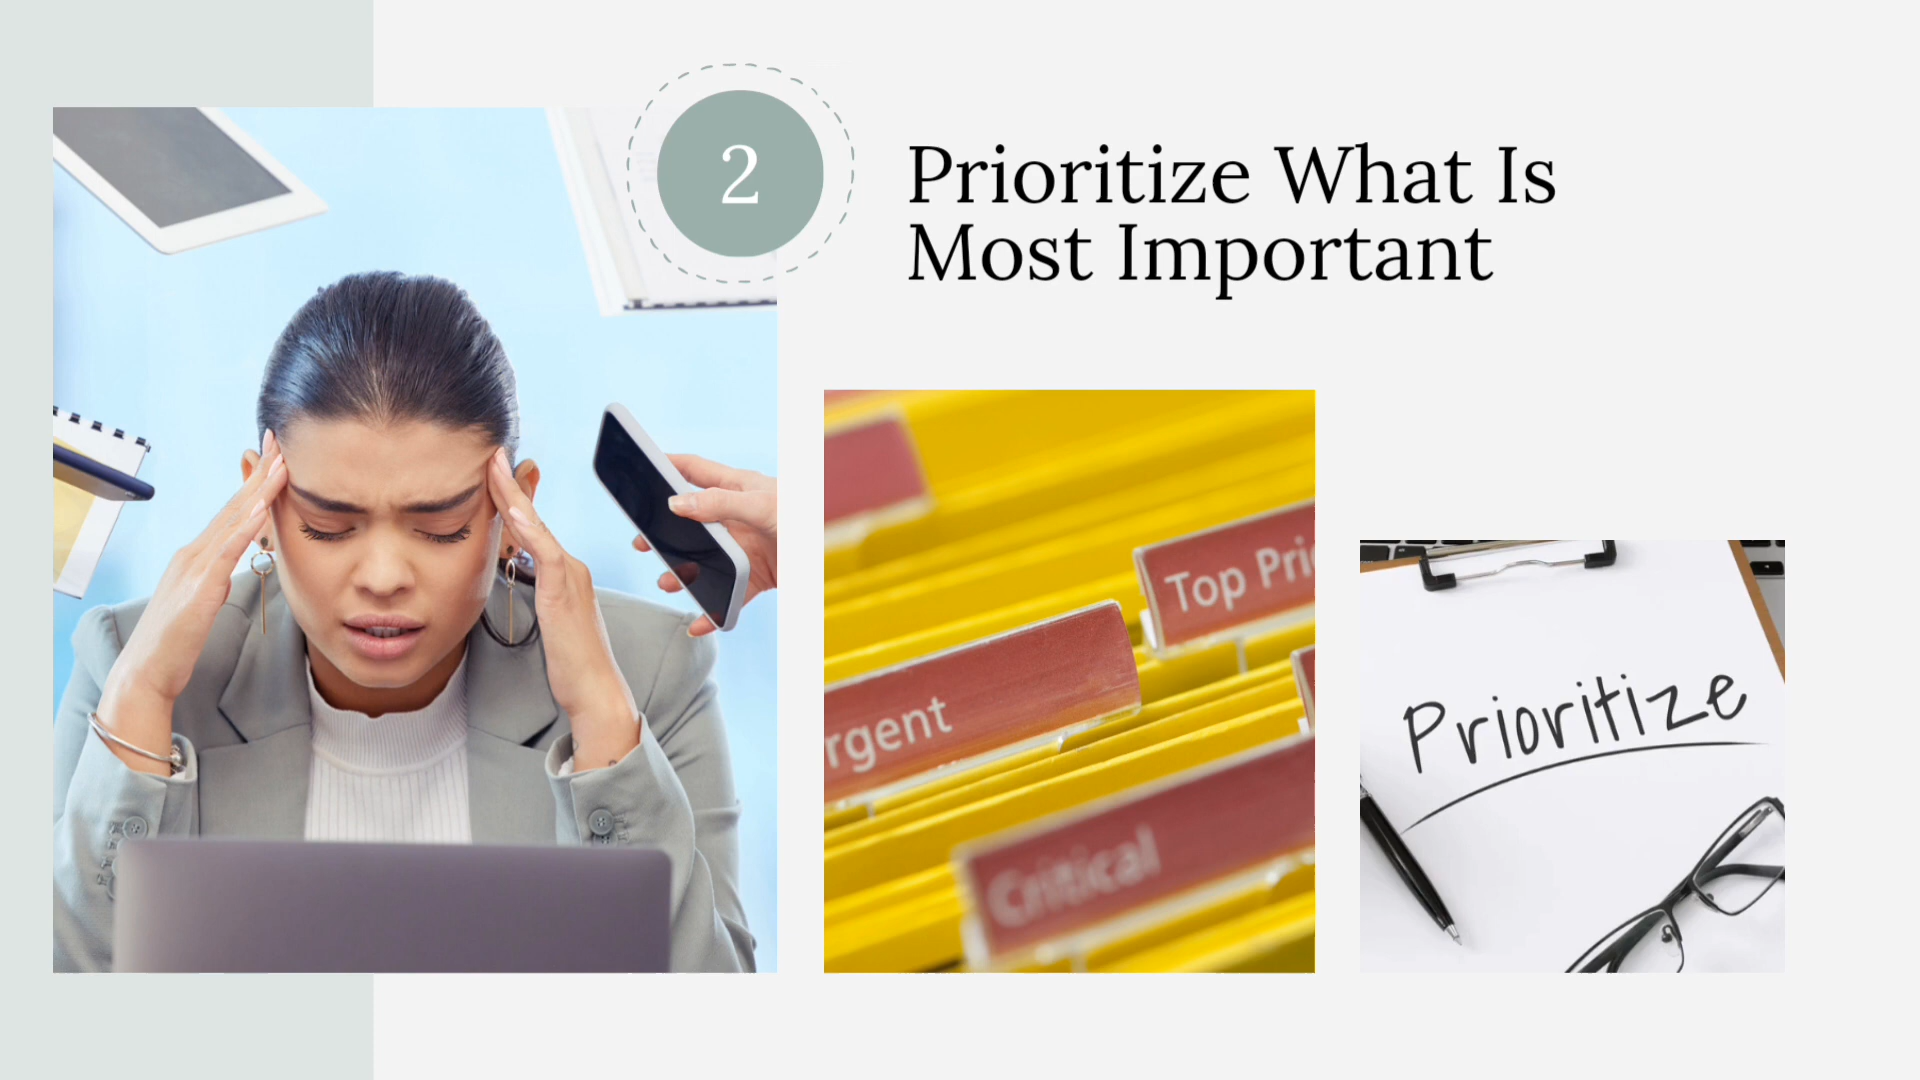 2
Prioritize What Is
Most Important
Top Pri
rgent
Critical
Prioritize